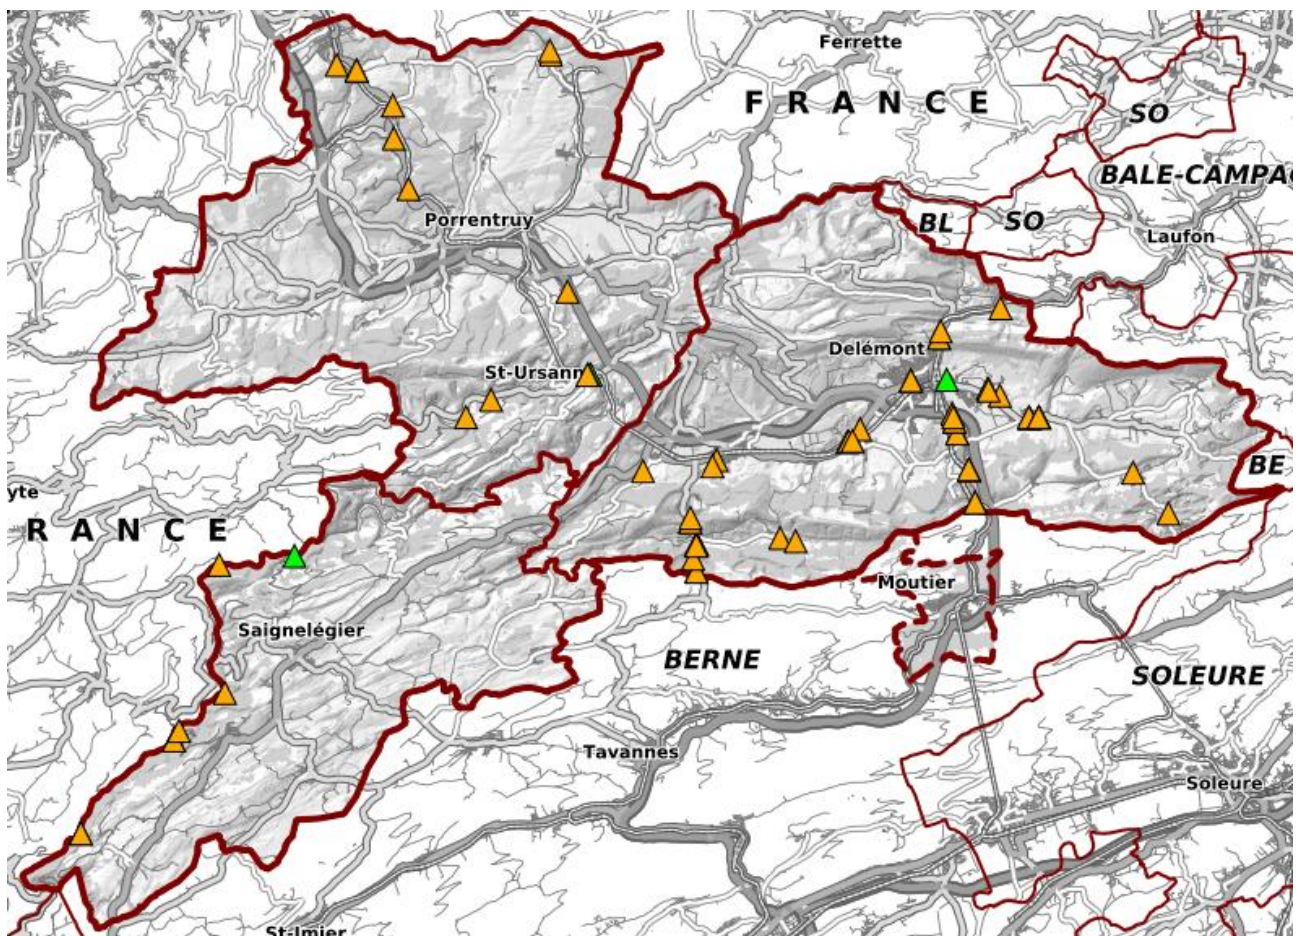 Ferrette
FRANCE
SO
BALE-CAMPA
Porrentruy
BL
SO
Laufon
Delémont
St-Ursann
BE
yte
RANCE
Moutier
Saignelégier
BERNE
SOLEURE
Tavannes
Soleure
St-Imier